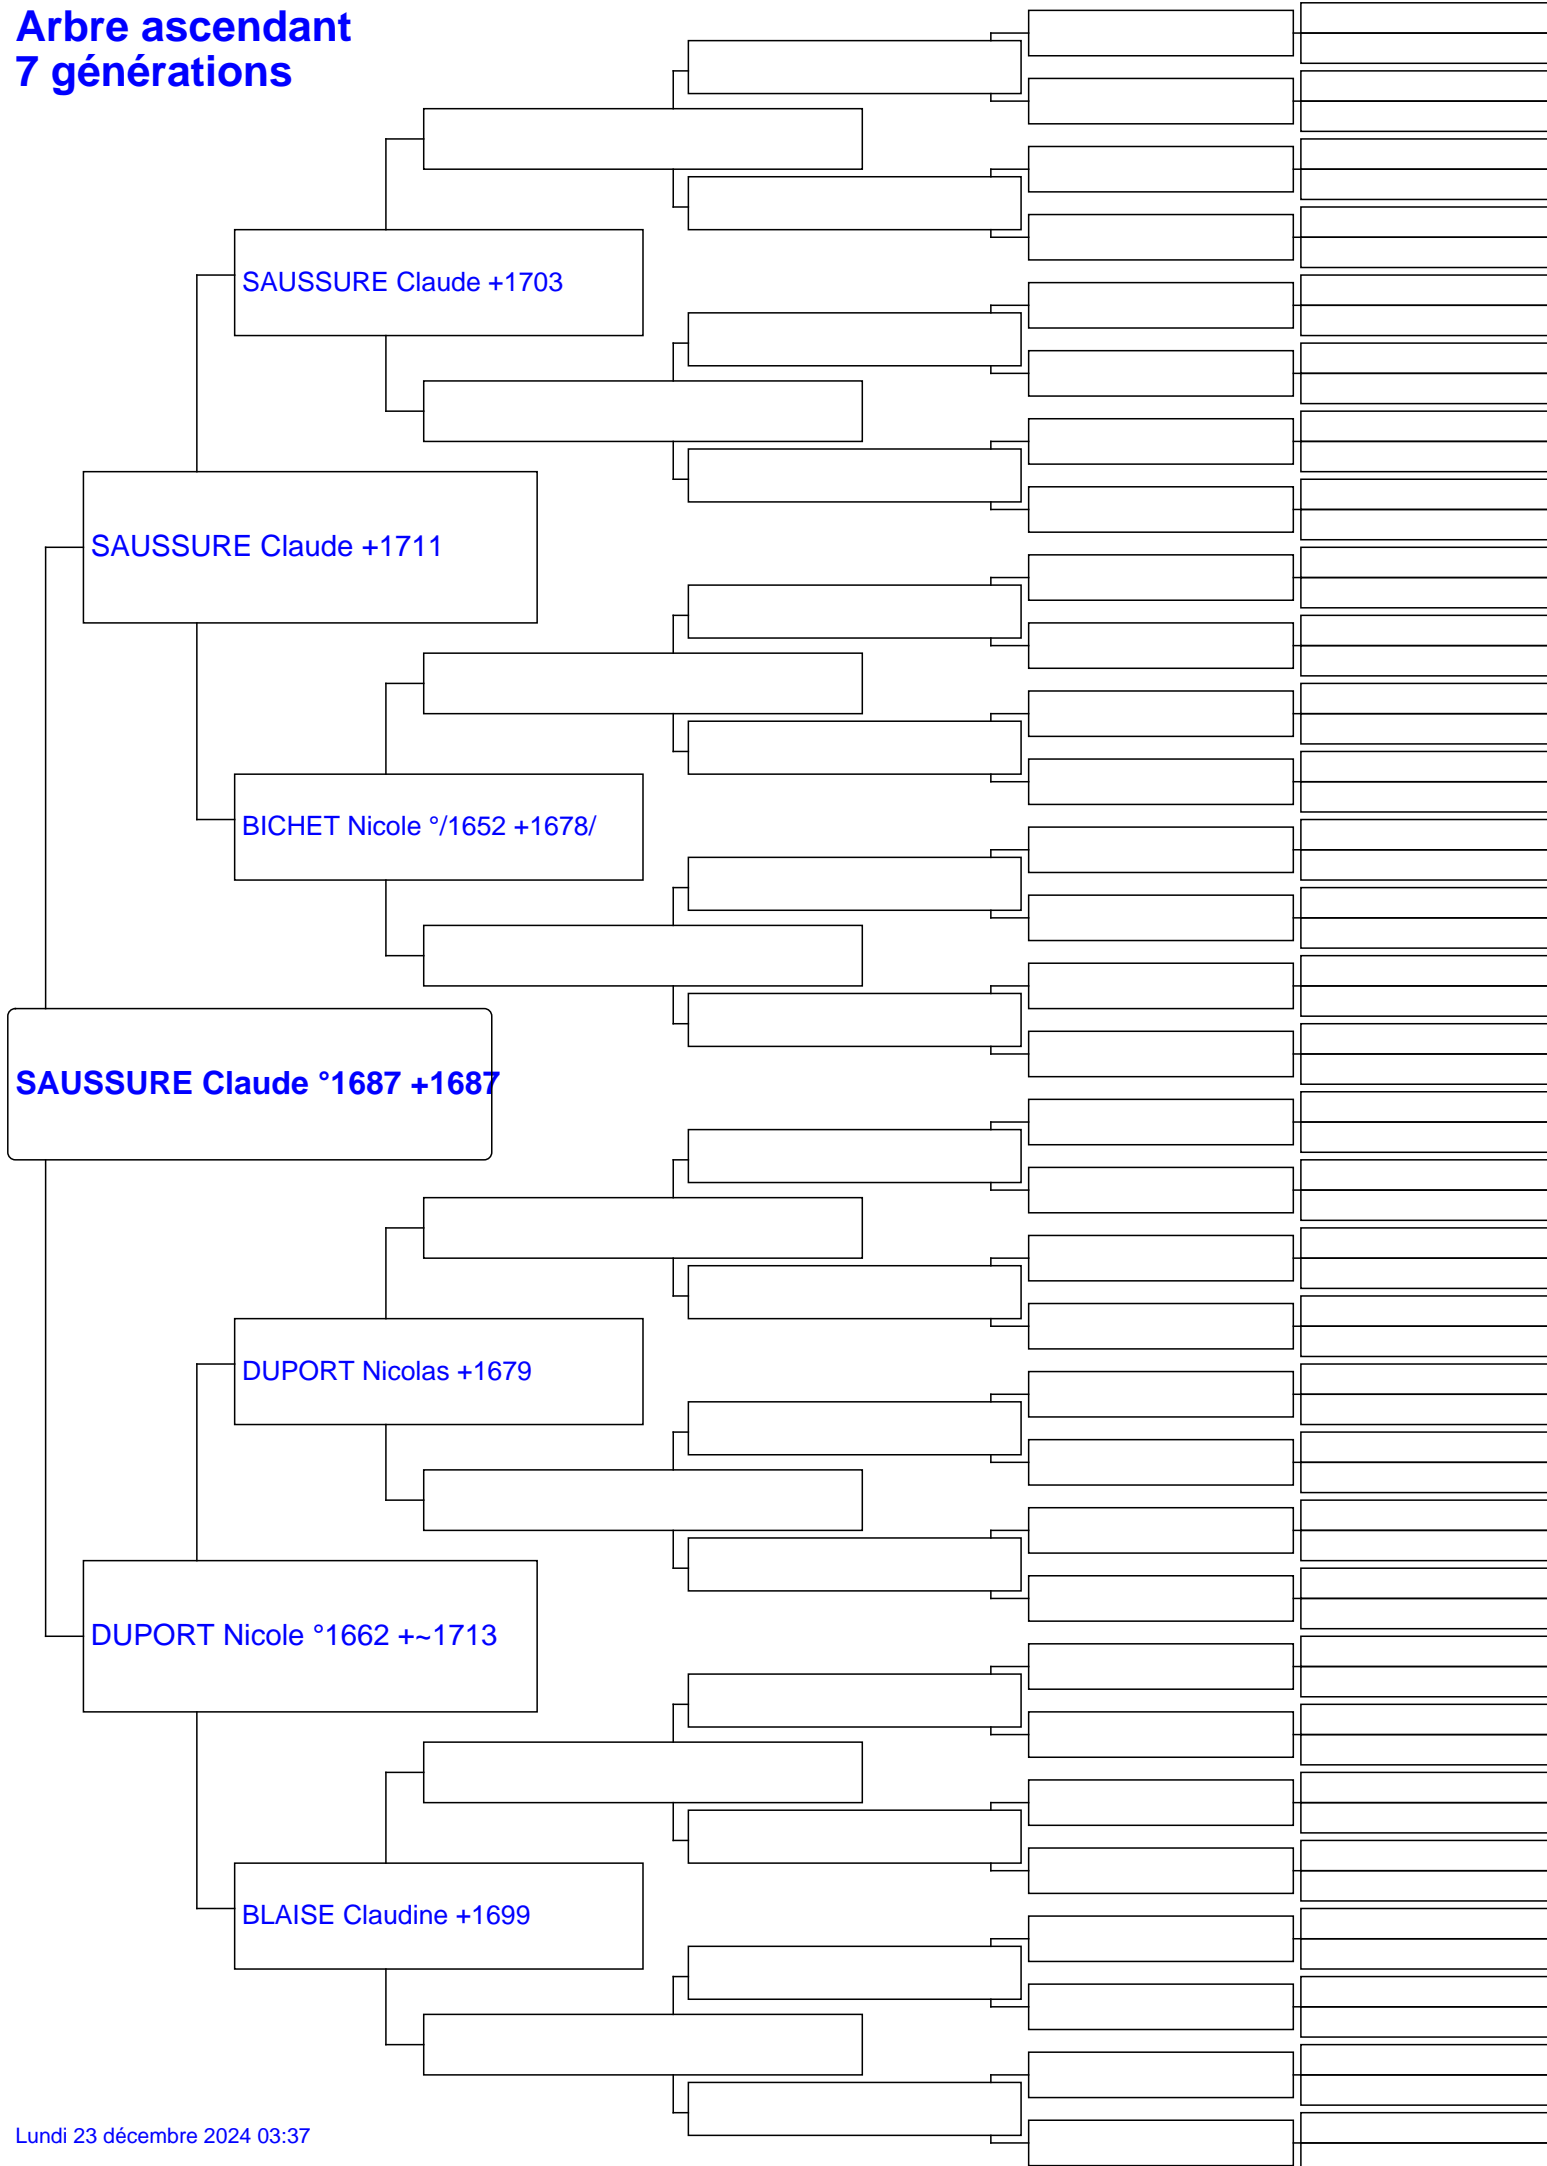 Arbre ascendant
7 générations
SAUSSURE Claude +1703
SAUSSURE Claude +1711
BICHET Nicole °/1652 +1678/
SAUSSURE Claude °1687 +1687
DUPORT Nicolas +1679
DUPORT Nicole °1662 +~1713
BLAISE Claudine +1699
Lundi 23 décembre 2024 03:37